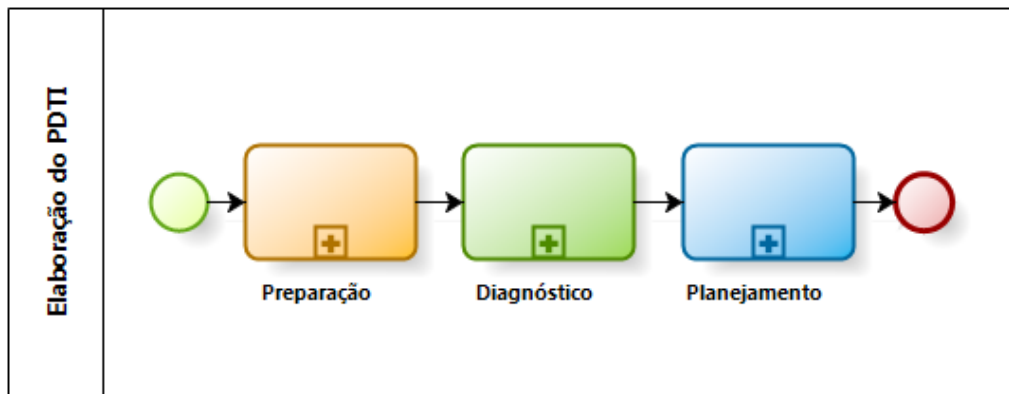 Elaboração do PDTI
Preparação
Diagnóstico
Planejamento